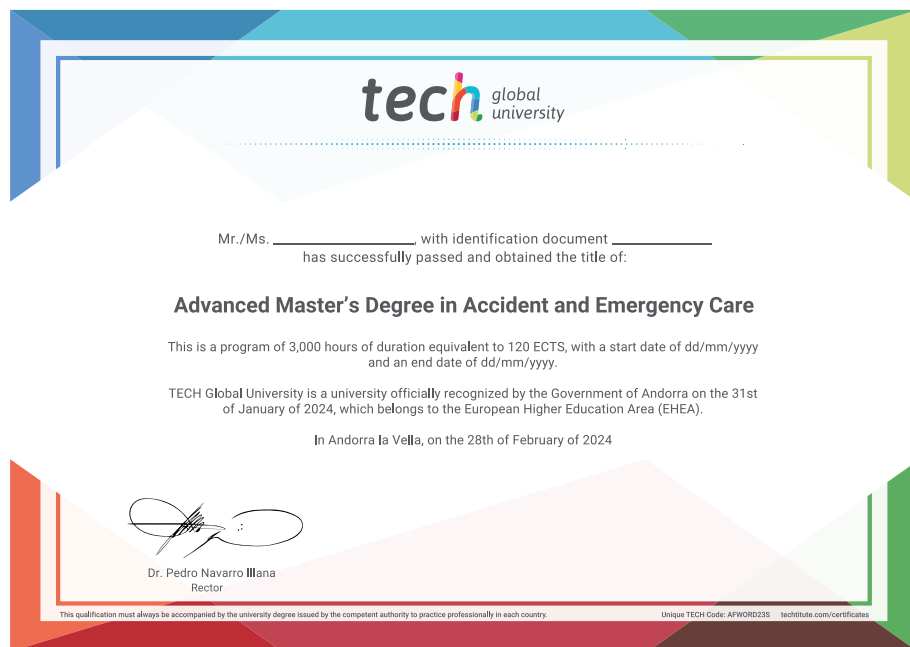 tech global
university
Mr./Ms. ________________, with identification document ___________
has successfully passed and obtained the title of:
Advanced Master’s Degree in Accident and Emergency Care
This is a program of 3,000 hours of duration equivalent to 120 ECTS, with a start date of dd/mm/yyyy
and an end date of dd/mm/yyyy.
TECH Global University is a university officially recognized by the Government of Andorra on the 31st
of January of 2024, which belongs to the European Higher Education Area (EHEA).
In Andorra la Vella, on the 28th of February of 2024
Dr. Pedro Navarro Illana
Rector
This qualification must always be accompanied by the university degree issued by the competent authority to practice professionally in each country. Unique TECH Code: AFWORD23S techtitute.com/certificates